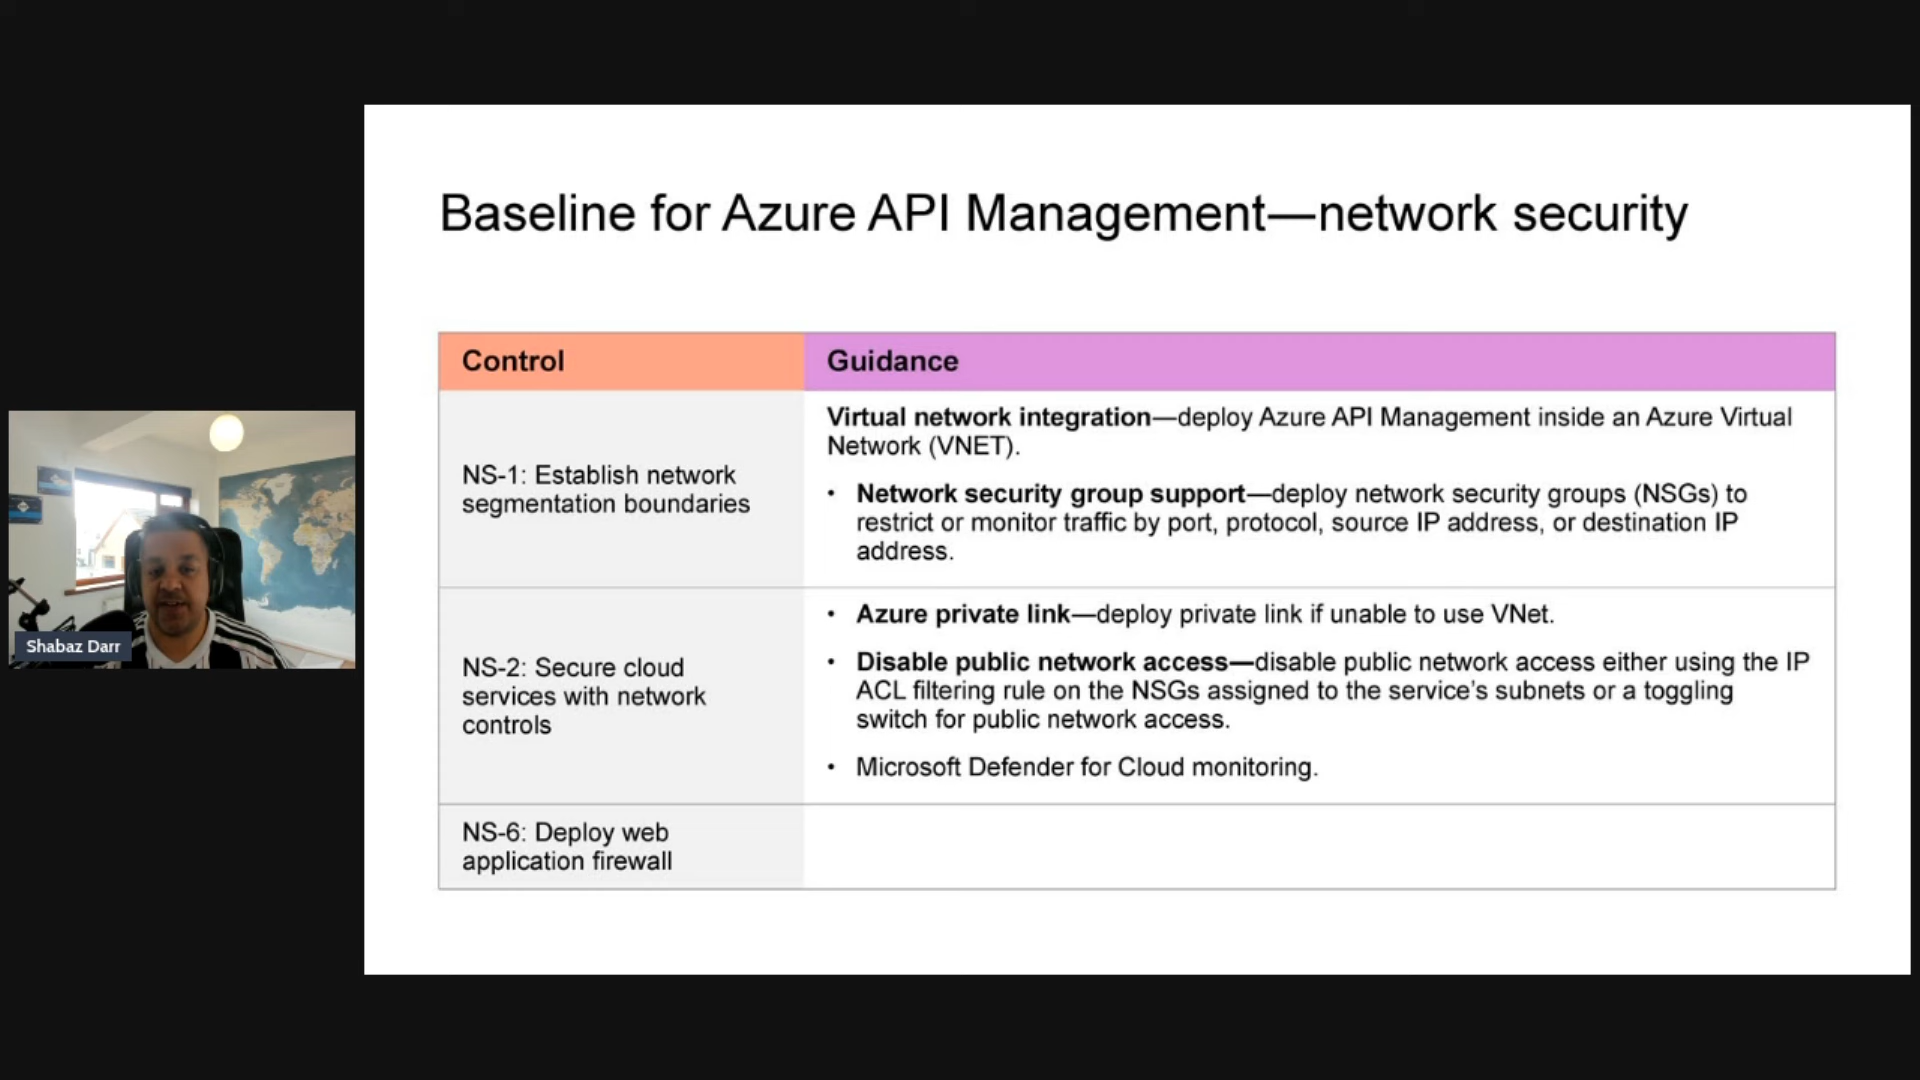 Baseline for Azure API Management—network security
Control
Guidance
NS-1: Establish network
segmentation boundaries
Virtual network integration—deploy Azure API Management inside an Azure Virtual
Network (VNET).
• Network security group support—deploy network security groups (NSGs) to
restrict or monitor traffic by port, protocol, source IP address, or destination IP
address.
NS-2: Secure cloud
services with network
controls
• Azure private link—deploy private link if unable to use VNet.
• Disable public network access—disable public network access either using the IP
ACL filtering rule on the NSGs assigned to the service’s subnets or a toggling
switch for public network access.
• Microsoft Defender for Cloud monitoring.
NS-6: Deploy web
application firewall
Shabaz Darr